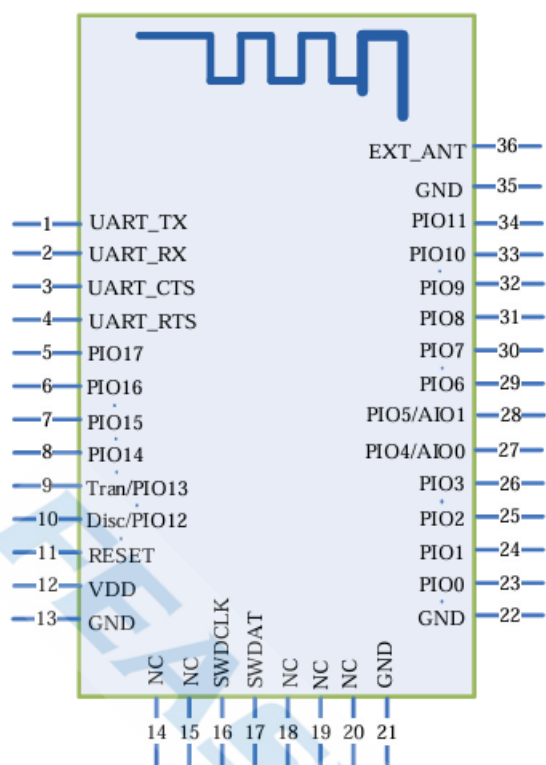 EXT_ANT 36
GND 35
1 UART_TX PIO11 34
2 UART_RX PIO10 33
3 UART_CTS PIO9 32
4 UART_RTS PIO8 31
5 PIO17 PIO7 30
6 PIO16 PIO6 29
7 PIO15 PIO5/AIO1 28
8 PIO14 PIO4/AIO0 27
9 Tran/PIO13 PIO3 26
10 Disc/PIO12 PIO2 25
11 RESET PIO1 24
12 VDD PIO0 23
13 GND GND 22
NC NC SWDCLK SWDAT NC NC NC GND
14 15 16 17 18 19 20 21